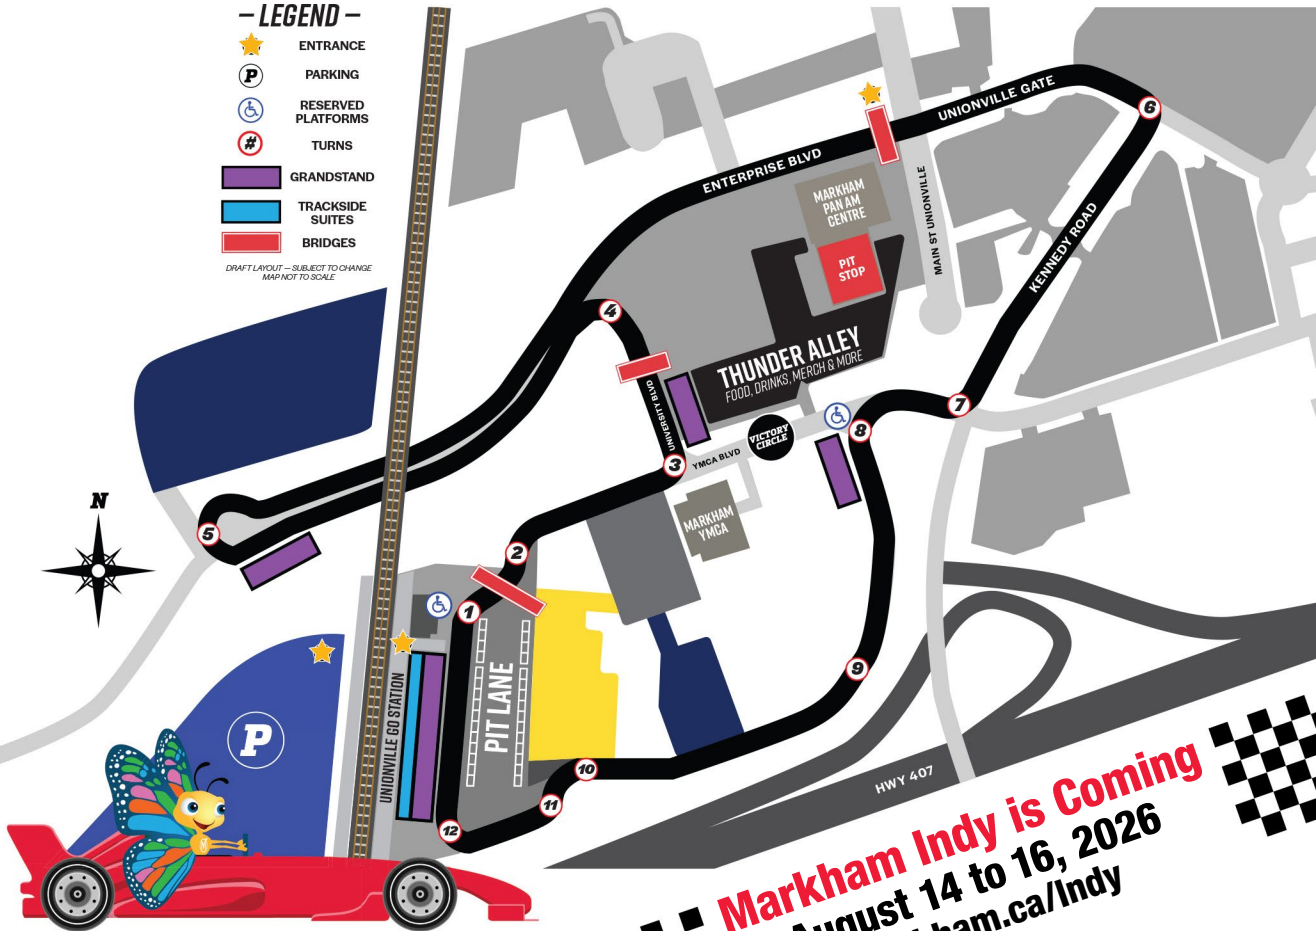 – LEGEND –
ENTRANCE
P
PARKING
RESERVED
PLATFORMS
#
TURNS
GRANDSTAND
TRACKSIDE
SUITES
BRIDGES
DRAFT LAYOUT — SUBJECT TO CHANGE
MAP NOT TO SCALE
UNIONVILLE GATE
6
ENTERPRISE BLVD
MARKHAM
PAN AM
CENTRE
MAIN ST UNIONVILLE
KENNEDY ROAD
PIT
STOP
4
THUNDER ALLEY
FOOD, DRINKS, MERCH & MORE
UNIVERSITY BLVD
7
8
VICTORY
CIRCLE
YMCA BLVD
3
N
MARKHAM
YMCA
5
2
1
9
PIT LANE
UNIONVILLE GO STATION
P
10
11
12
HWY 407
M
Markham Indy is Coming
August 14 to 16, 2026
ham.ca/Indy